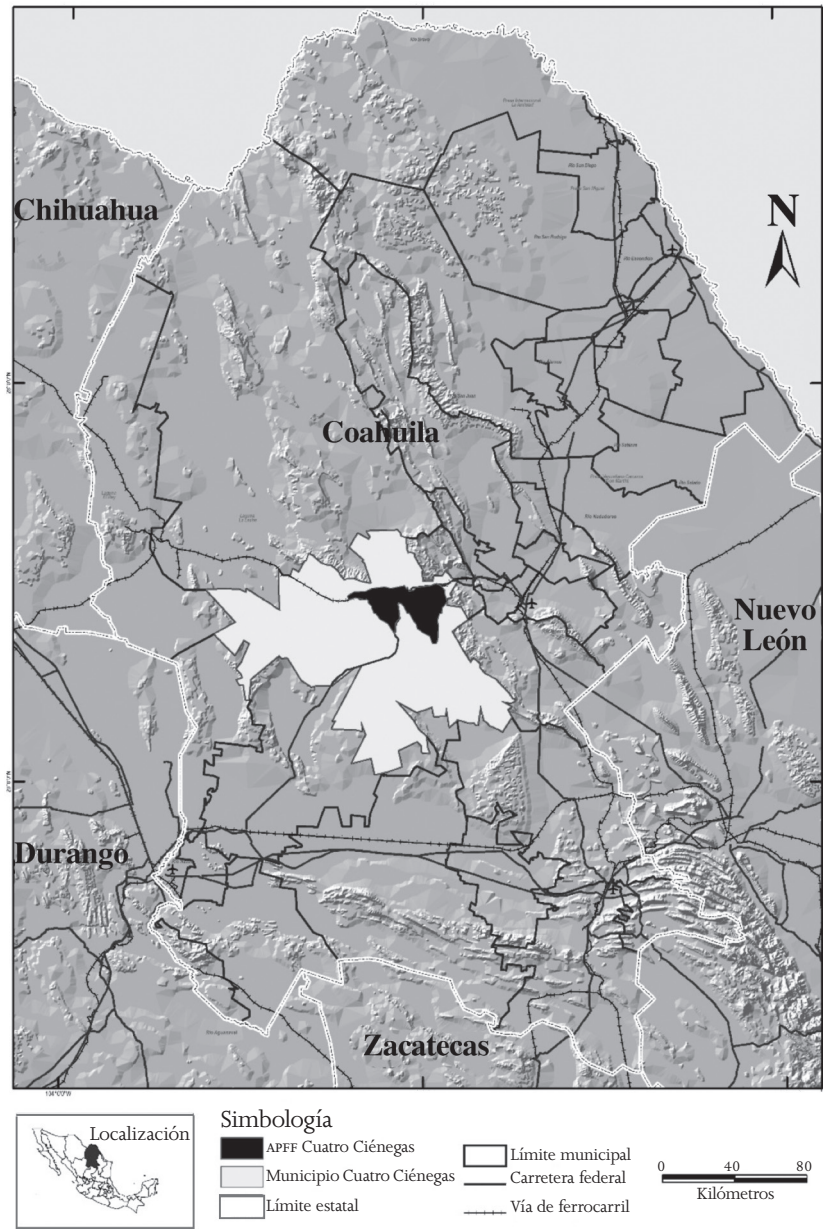 Chihuahua
N
Coahuila
Nuevo
León
Durango
Zacatecas
Localización
Simbología
APFF Cuatro Ciénegas
Municipio Cuatro Ciénegas
Límite estatal
Límite municipal
Carretera federal
Vía de ferrocarril
0 40 80
Kilómetros